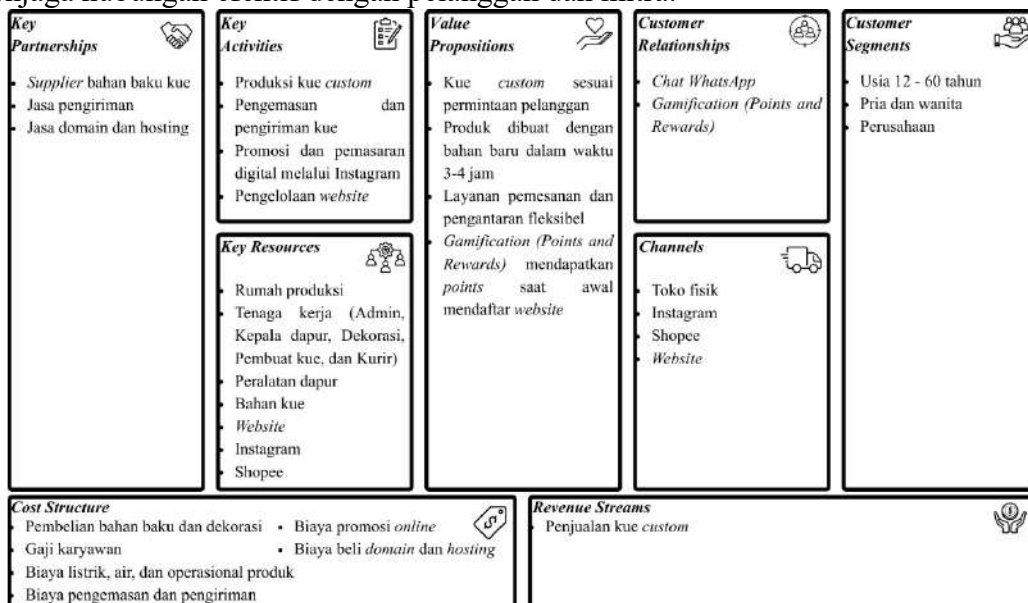 njaga hubungan efektif dengan pelanggan dan mitra.
Key
Partnerships
• Supplier bahan baku kue
• Jasa pengiriman
• Jasa domain dan hosting
Key
Activities
• Produksi kue custom
• Pengemasan dan
pengiriman kue
• Promosi dan pemasaran
digital melalui Instagram
• Pengelolaan website
Key Resources
• Rumah produksi
• Tenaga kerja (Admin,
Kepala dapur, Dekorasi,
Pembuat kue, dan Kurir)
• Peralatan dapur
• Bahan kue
• Website
• Instagram
• Shopee
Value
Propositions
• Kue custom sesuai
permintaan pelanggan
• Produk dibuat dengan
bahan baru dalam waktu
3-4 jam
• Layanan pemesanan dan
pengantaran fleksibel
• Gamification (Points and
Rewards) mendapatkan
points saat awal
mendaftar website
Customer
Relationships
• Chat WhatsApp
• Gamification (Points and
Rewards)
Channels
• Toko fisik
• Instagram
• Shopee
• Website
Customer
Segments
• Usia 12 - 60 tahun
• Pria dan wanita
• Perusahaan
Cost Structure
• Pembelian bahan baku dan dekorasi
• Gaji karyawan
• Biaya listrik, air, dan operasional produk
• Biaya pengemasan dan pengiriman
• Biaya promosi online
• Biaya beli domain dan hosting
Revenue Streams
• Penjualan kue custom